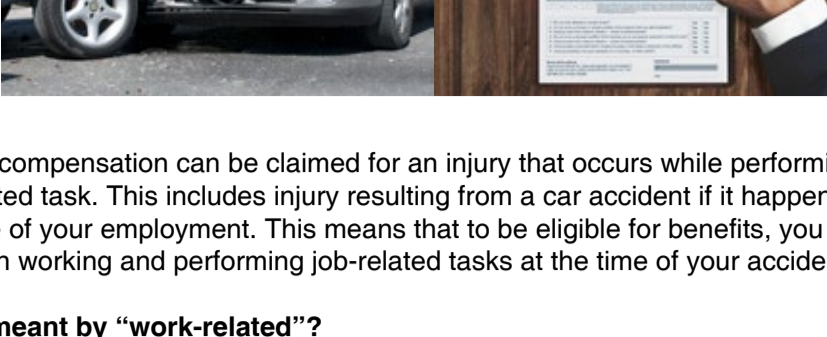 compensation can be claimed for an injury that occurs while performi
ted task. This includes injury resulting from a car accident if it happen
of your employment. This means that to be eligible for benefits, you
n working and performing job-related tasks at the time of your accide
meant by “work-related”?